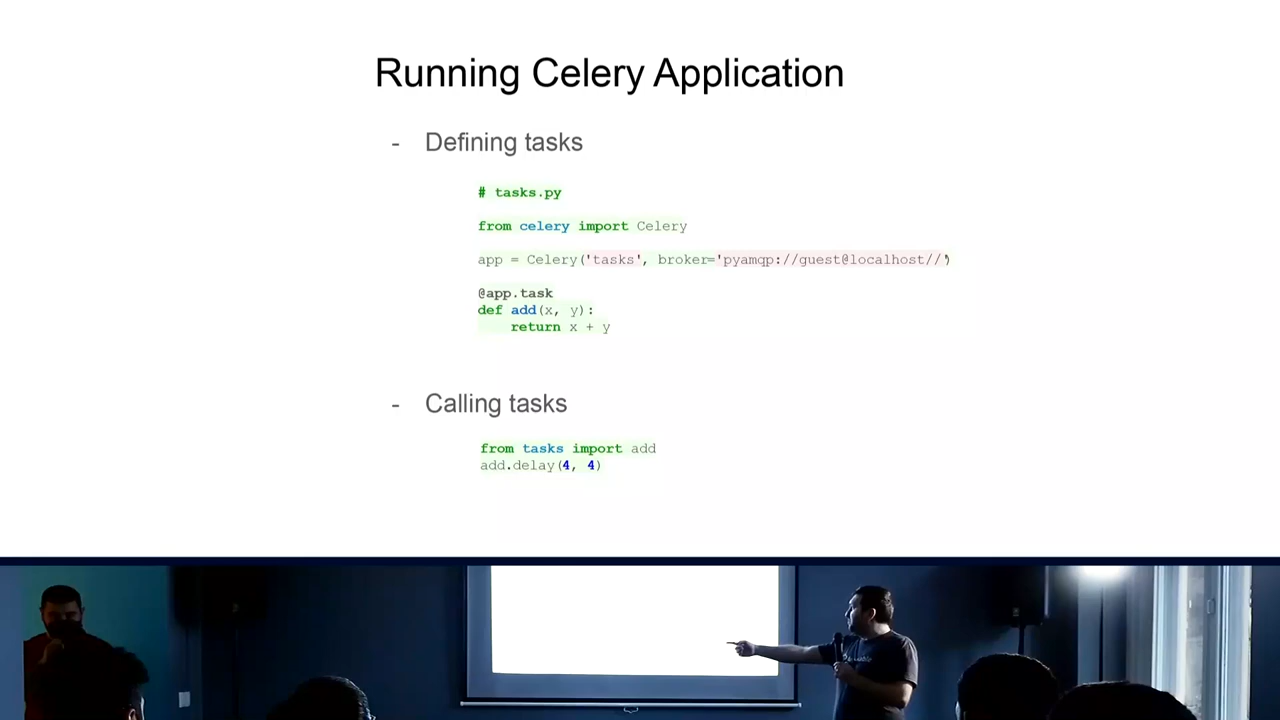 Running Celery Application
- Defining tasks
# tasks.py
from celery import Celery
app = Celery('tasks', broker='pyamqp://guest@localhost//')
@app.task
def add(x, y):
    return x + y
- Calling tasks
from tasks import add
add.delay(4, 4)